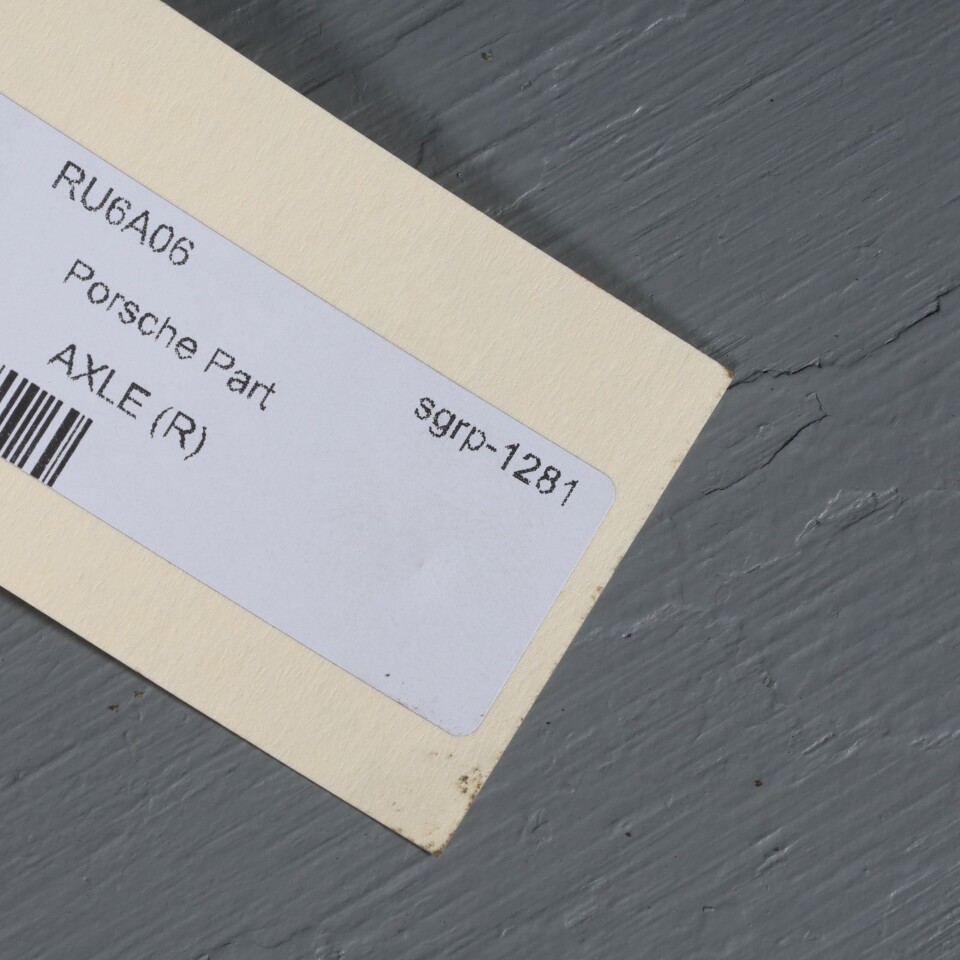 RU6A06
Porsche Part
AXLE (R)
sgrp-1281